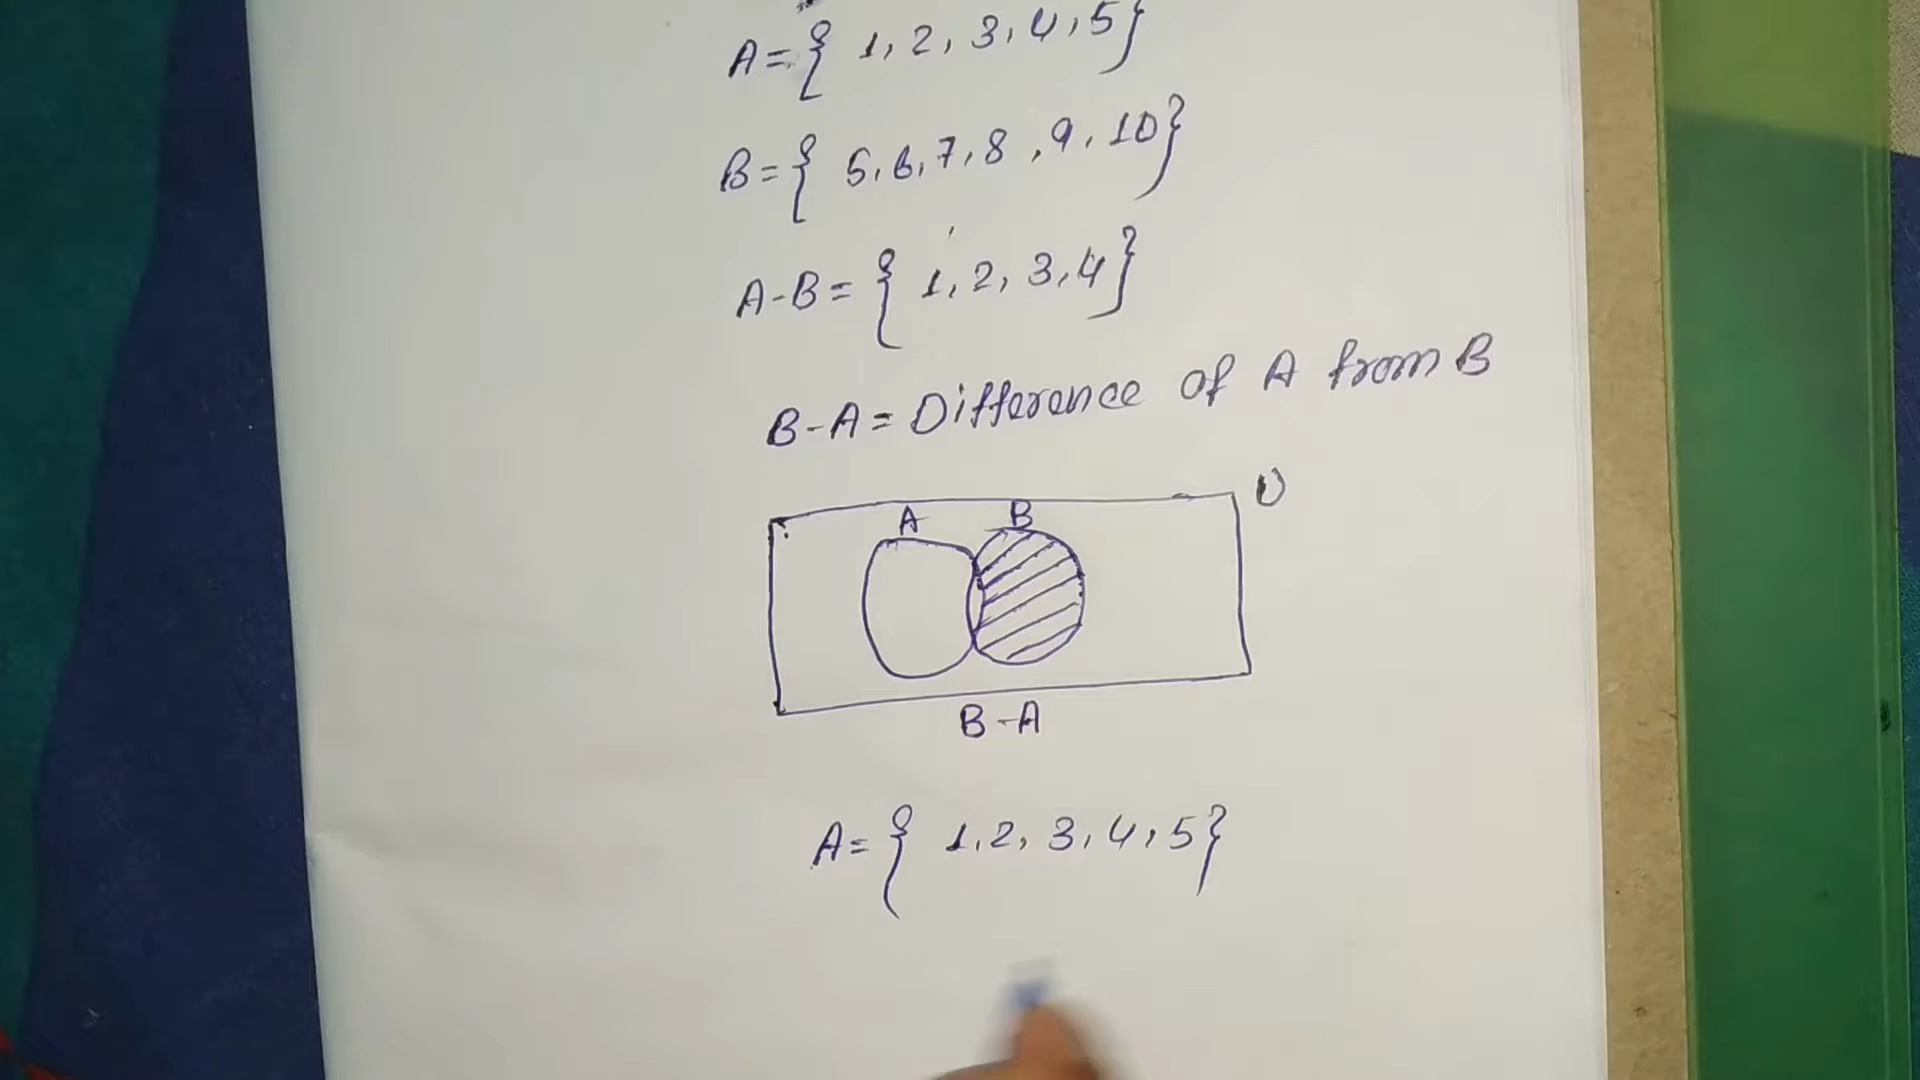 A={ 1, 2, 3, 4, 5}
B={ 5, 6, 7, 8, 9, 10}
A-B={ 1, 2, 3, 4}
B-A= Difference of A from B
U
A B
B-A
A={ 1, 2, 3, 4, 5}